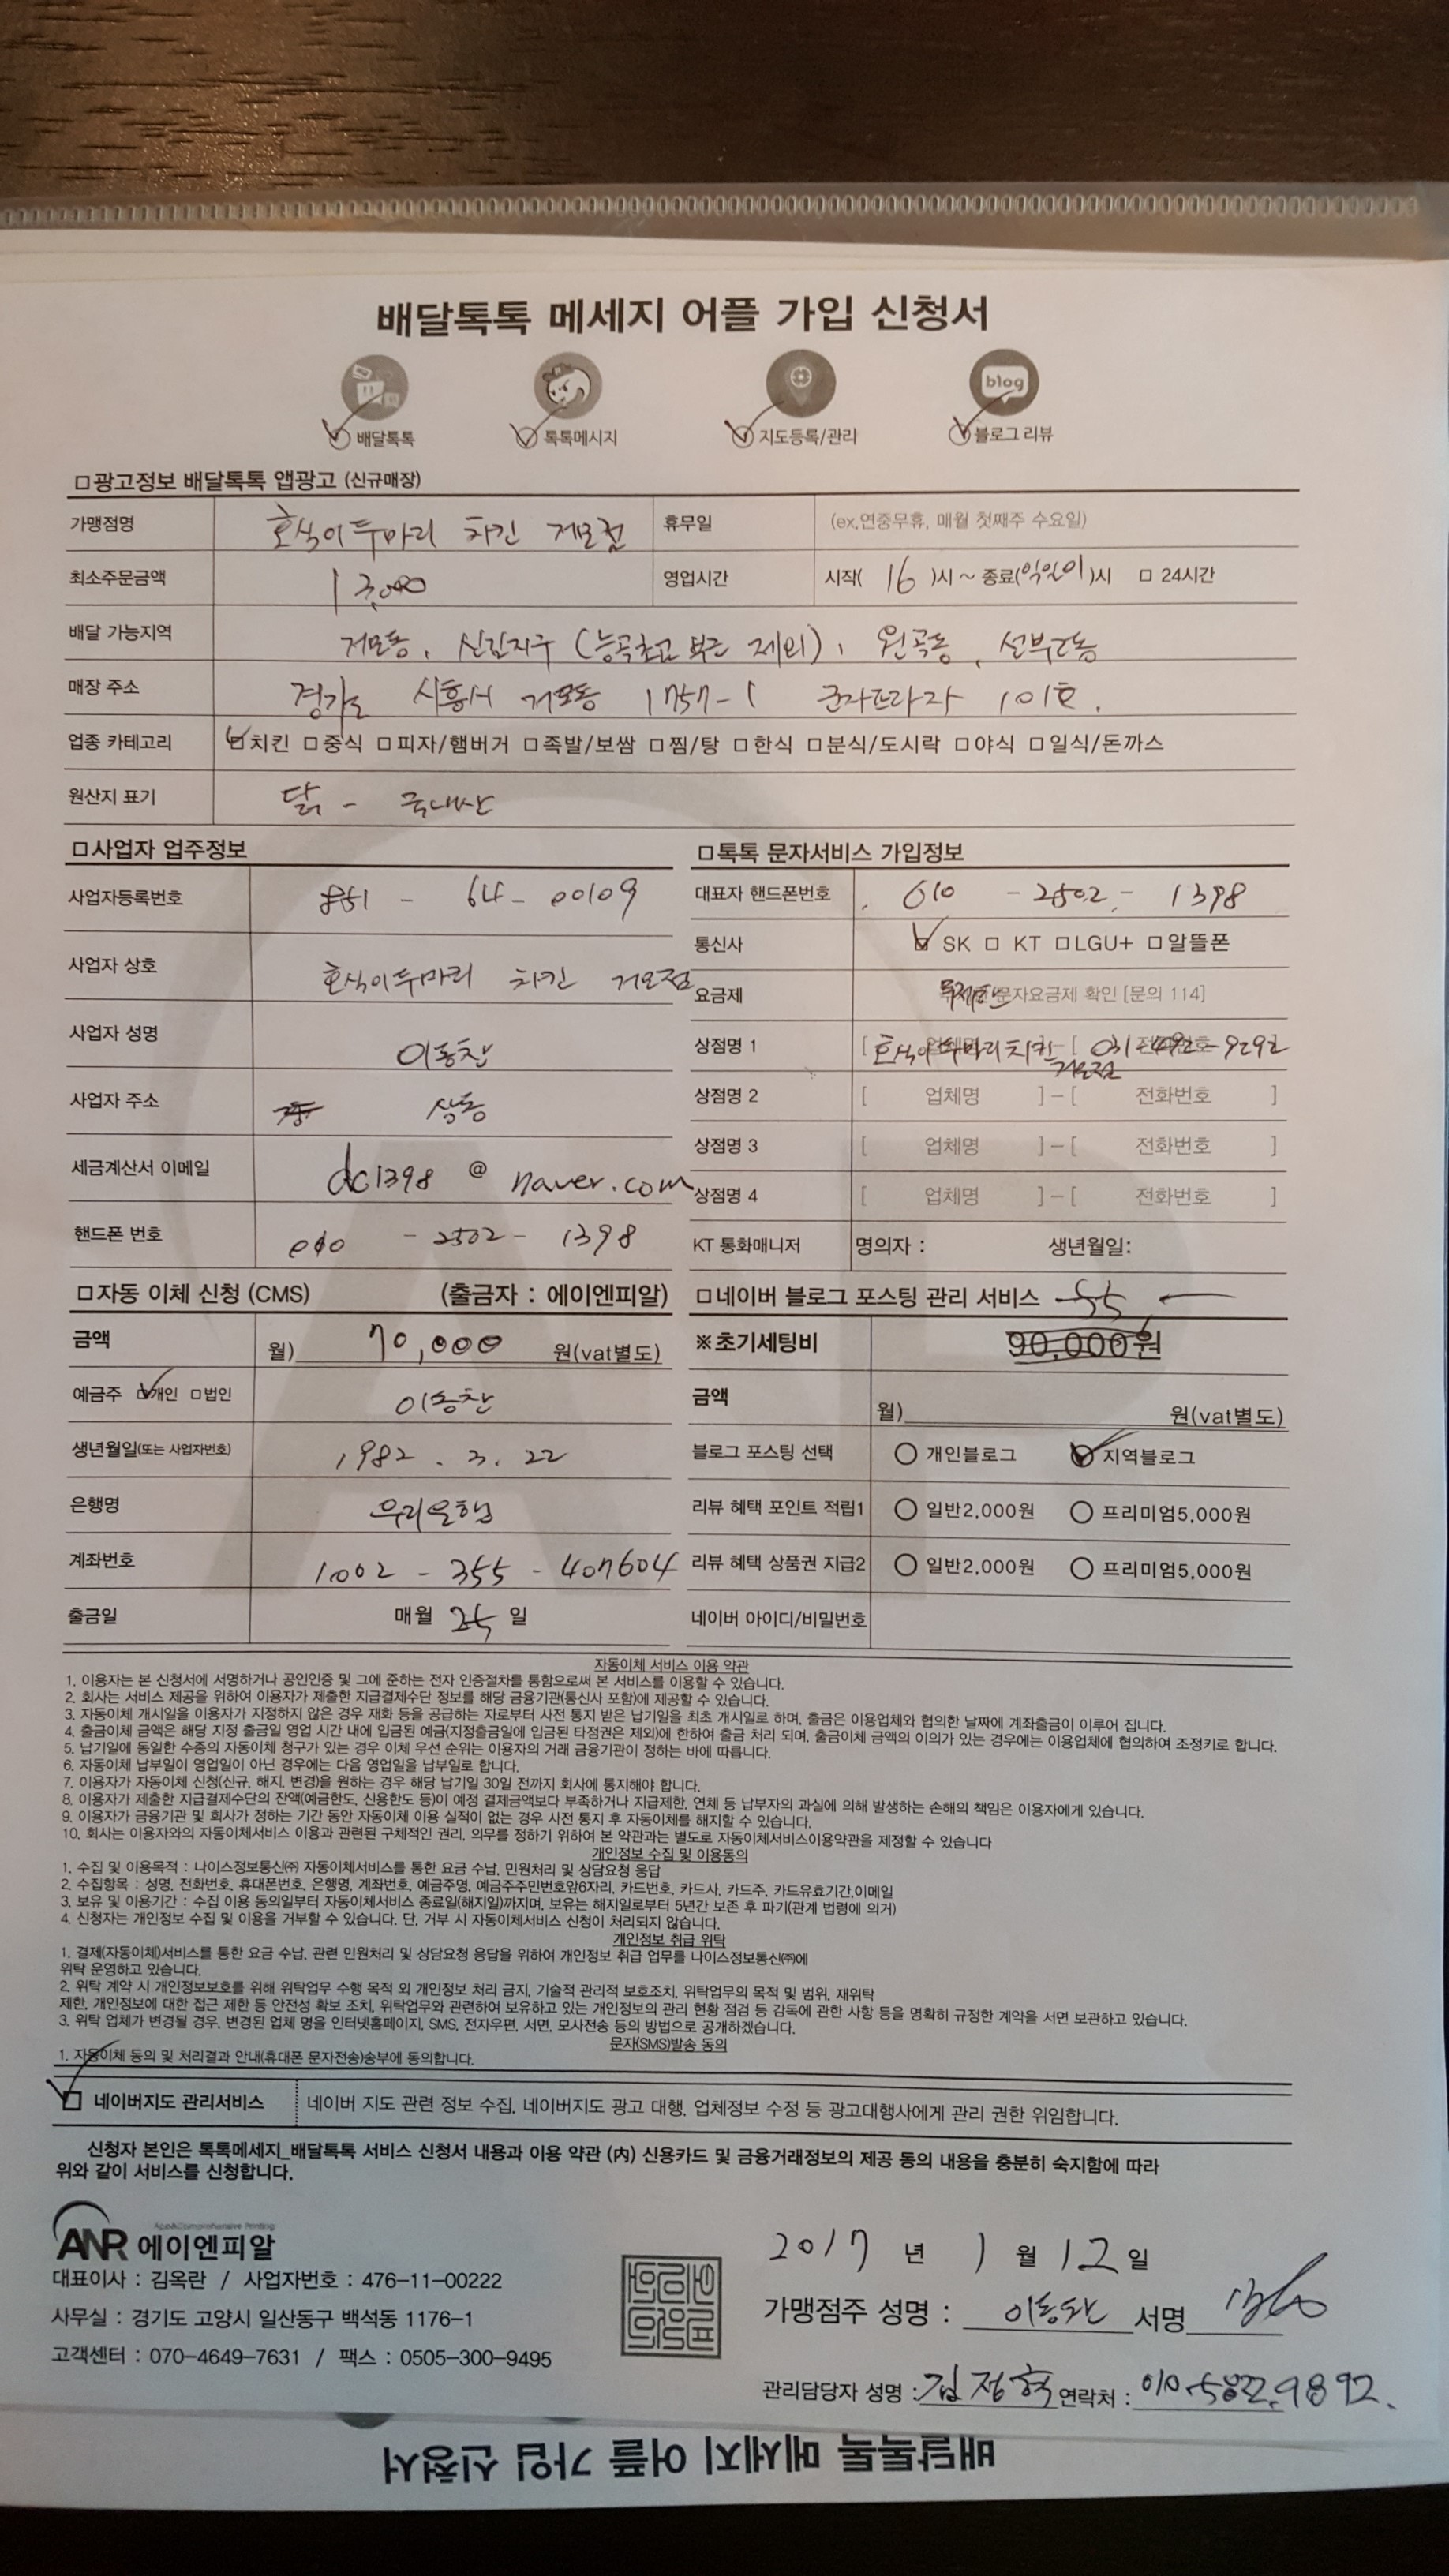 배달톡톡 메세지 어플 가입 신청서
blog
배달톡톡 톡톡메시지 지도등록/관리 블로그 리뷰
□광고정보 배달톡톡 앱광고 (신규매장)
가맹점명 호식이두마리 치킨 거모점 휴무일 (ex.연중무휴, 매월 첫째주 수요일)
최소주문금액 13,000 영업시간 시작( 16 )시 ~ 종료(익일01)시 □ 24시간
배달 가능지역 거모동, 신길지구 (능곡초교 부근 제외), 원곡동, 선부2동
매장 주소 경기도 시흥시 거모동 1757-1 군자프라자 101호.
업종 카테고리 □치킨 □중식 □피자/햄버거 □족발/보쌈 □찜/탕 □한식 □분식/도시락 □야식 □일식/돈까스
원산지 표기 닭 - 국내산
□사업자 업주정보
사업자등록번호 851 - 64 - 00109
사업자 상호 호식이두마리 치킨 거모점
사업자 성명 이동찬
사업자 주소 상동
세금계산서 이메일 dc1398 @ naver.com
핸드폰 번호 010 - 2502 - 1398
□톡톡 문자서비스 가입정보
대표자 핸드폰번호 010 - 2502 - 1398
통신사 □ SK □ KT □LGU+ □알뜰폰
요금제 무제한 문자요금제 확인 [문의 114]
상점명 1 [ 호식이두마리치킨 거모점 ]-[ 031-492-9292
상점명 2 [ 업체명 ]-[ 전화번호 ]
상점명 3 [ 업체명 ]-[ 전화번호 ]
상점명 4 [ 업체명 ]-[ 전화번호 ]
KT 통화매니저 명의자 : 생년월일:
□자동 이체 신청 (CMS) (출금자 : 에이엔피알)
금액 월) 70,000 원(vat별도)
예금주 □개인 □법인 이동찬
생년월일(또는 사업자번호) 1982. 3. 22
은행명 우리은행
계좌번호 1002 - 355 - 407604
출금일 매월 25 일
□네이버 블로그 포스팅 관리 서비스
※초기세팅비 90,000원
금액 월) 원(vat별도)
블로그 포스팅 선택 ○ 개인블로그 ○ 지역블로그
리뷰 혜택 포인트 적립1 ○ 일반2,000원 ○ 프리미엄5,000원
리뷰 혜택 상품권 지급2 ○ 일반2,000원 ○ 프리미엄5,000원
네이버 아이디/비밀번호
자동이체 서비스 이용 약관
1. 이용자는 본 신청서에 서명하거나 공인인증 및 그에 준하는 전자 인증절차를 통함으로써 본 서비스를 이용할 수 있습니다.
2. 회사는 서비스 제공을 위하여 이용자가 제출한 지급결제수단 정보를 해당 금융기관(통신사 포함)에 제공할 수 있습니다.
3. 자동이체 개시일을 이용자가 지정하지 않은 경우 재화 등을 공급하는 자로부터 사전 통지 받은 납기일을 최초 개시일로 하며, 출금은 이용업체와 협의한 날짜에 계좌출금이 이루어 집니다.
4. 출금이체 금액은 해당 지정 출금일 영업 시간 내에 입금된 예금(지정출금일에 입금된 타점권은 제외)에 한하여 출금 처리 되며, 출금이체 금액의 이의가 있는 경우에는 이용업체에 협의하여 조정키로 합니다.
5. 납기일에 동일한 수종의 자동이체 청구가 있는 경우 이체 우선 순위는 이용자의 거래 금융기관이 정하는 바에 따릅니다.
6. 자동이체 납부일이 영업일이 아닌 경우에는 다음 영업일을 납부일로 합니다.
7. 이용자가 자동이체 신청(신규, 해지, 변경)을 원하는 경우 해당 납기일 30일 전까지 회사에 통지해야 합니다.
8. 이용자가 제출한 지급결제수단의 잔액(예금한도, 신용한도 등)이 예정 결제금액보다 부족하거나 지급제한, 연체 등 납부자의 과실에 의해 발생하는 손해의 책임은 이용자에게 있습니다.
9. 이용자가 금융기관 및 회사가 정하는 기간 동안 자동이체 이용 실적이 없는 경우 사전 통지 후 자동이체를 해지할 수 있습니다.
10. 회사는 이용자와의 자동이체서비스 이용과 관련된 구체적인 권리, 의무를 정하기 위하여 본 약관과는 별도로 자동이체서비스이용약관을 제정할 수 있습니다
개인정보 수집 및 이용동의
1. 수집 및 이용목적 : 나이스정보통신㈜ 자동이체서비스를 통한 요금 수납, 민원처리 및 상담요청 응답
2. 수집항목 : 성명, 전화번호, 휴대폰번호, 은행명, 계좌번호, 예금주명, 예금주주민번호앞6자리, 카드번호, 카드사, 카드주, 카드유효기간,이메일
3. 보유 및 이용기간 : 수집 이용 동의일부터 자동이체서비스 종료일(해지일)까지며, 보유는 해지일로부터 5년간 보존 후 파기(관계 법령에 의거)
4. 신청자는 개인정보 수집 및 이용을 거부할 수 있습니다. 단, 거부 시 자동이체서비스 신청이 처리되지 않습니다.
개인정보 취급 위탁
1. 결제(자동이체)서비스를 통한 요금 수납, 관련 민원처리 및 상담요청 응답을 위하여 개인정보 취급 업무를 나이스정보통신㈜에
위탁 운영하고 있습니다.
2. 위탁 계약 시 개인정보보호를 위해 위탁업무 수행 목적 외 개인정보 처리 금지, 기술적 관리적 보호조치, 위탁업무의 목적 및 범위, 재위탁
제한, 개인정보에 대한 접근 제한 등 안전성 확보 조치, 위탁업무와 관련하여 보유하고 있는 개인정보의 관리 현황 점검 등 감독에 관한 사항 등을 명확히 규정한 계약을 서면 보관하고 있습니다.
3. 위탁 업체가 변경될 경우, 변경된 업체 명을 인터넷홈페이지, SMS, 전자우편, 서면, 모사전송 등의 방법으로 공개하겠습니다.
문자(SMS)발송 동의
1. 자동이체 동의 및 처리결과 안내(휴대폰 문자전송)송부에 동의합니다.
□ 네이버지도 관리서비스 네이버 지도 관련 정보 수집, 네이버지도 광고 대행, 업체정보 수정 등 광고대행사에게 관리 권한 위임합니다.
신청자 본인은 톡톡메세지_배달톡톡 서비스 신청서 내용과 이용 약관 (內) 신용카드 및 금융거래정보의 제공 동의 내용을 충분히 숙지함에 따라
위와 같이 서비스를 신청합니다.
ANR 에이엔피알
대표이사 : 김옥란 / 사업자번호 : 476-11-00222
사무실 : 경기도 고양시 일산동구 백석동 1176-1
고객센터 : 070-4649-7631 / 팩스 : 0505-300-9495
2017 년 1 월 12 일
가맹점주 성명 : 이동찬 서명
관리담당자 성명 : 김정혁 연락처 :
배달톡톡 메세지 어플 가입 신청서